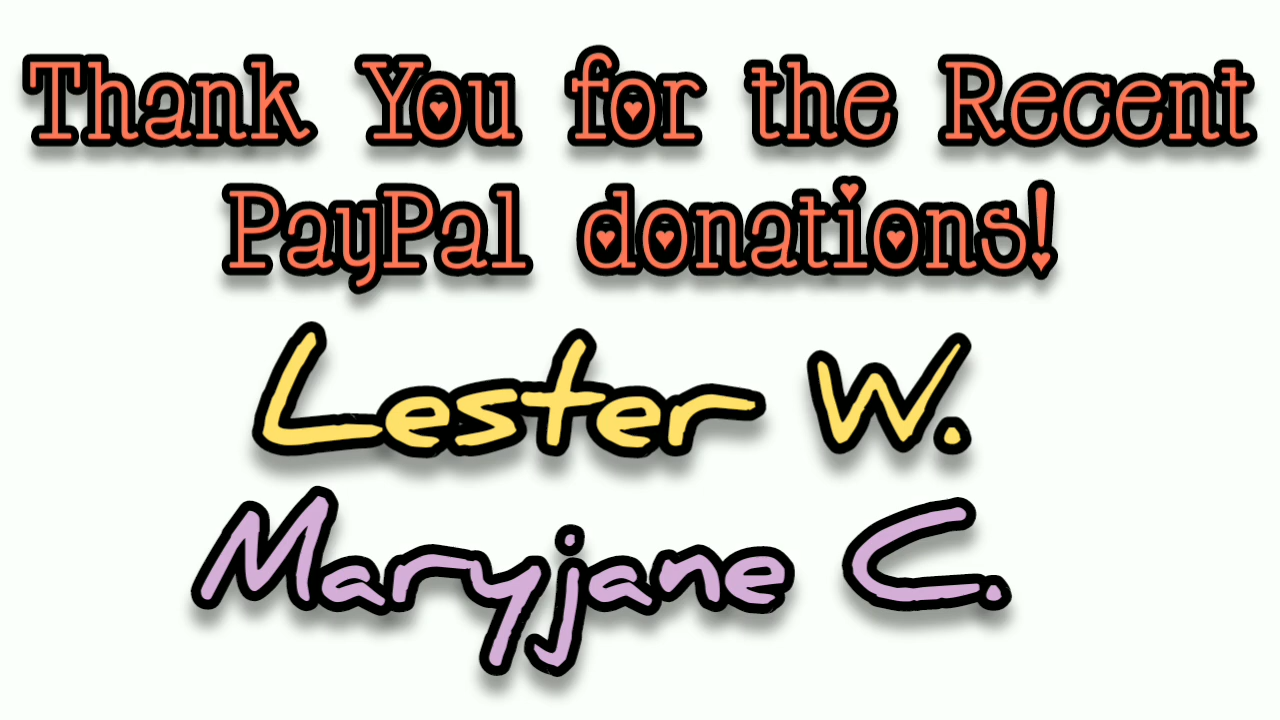 Thank You for the Recent
PayPal donations!
Lester W.
Maryjane C.